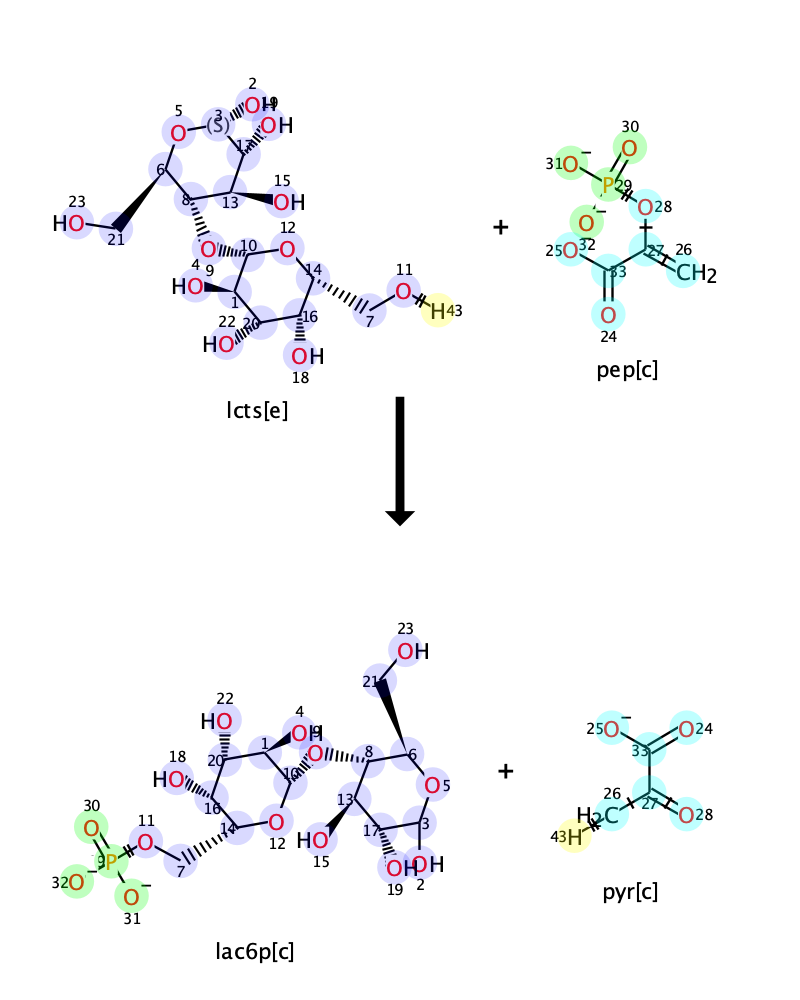 2
5 3 (S) OH 19
O OH
17
6 15
23 8 13 OH
HO
21 O 10 12 O
4 9 14 11
HO 1 O
22 20 16 7 H 43
HO
OH
18
lcts[e]
+
30
31 O − O
P 29
O 28
O −
25 O 32 27 26
33 CH2
O
24
pep[c]
23
OH
21
22 4
HO 1 OH 9
18 20 O 8 6
HO 10 O 5
16 13
30 11 14 O 3
O O 12 HO 17
P 7 15 OH OH
32 O − O − 19 2
31
lac6p[c]
+
25 O − O 24
33
26 27
H2C O 28
43 H
pyr[c]